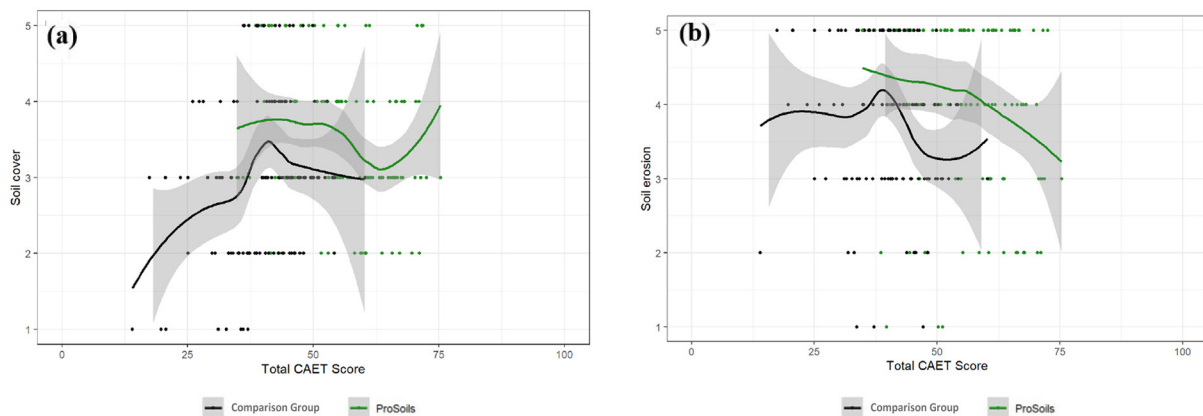 (a)
5
4
3
2
1
Soil cover
0 25 50 75 100
Total CAET Score
Comparison Group ProSoils
(b)
5
4
3
2
1
Soil erosion
0 25 50 75 100
Total CAET Score
Comparison Group ProSoils